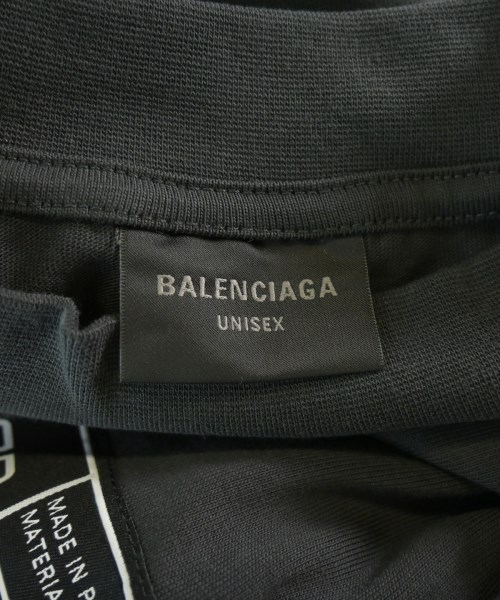 BALENCIAGA
UNISEX
MADE IN P
MATERIA